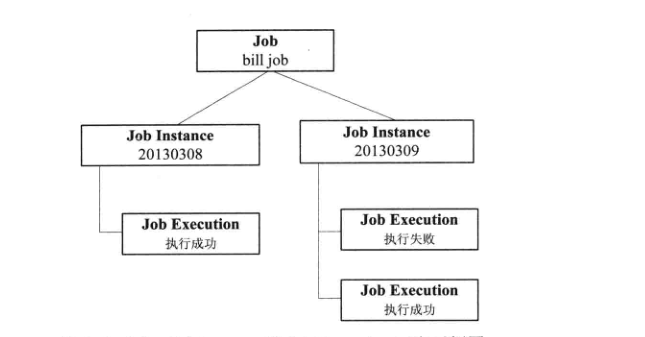 Job
bill job
Job Instance
20130308
Job Instance
20130309
Job Execution
执行成功
Job Execution
执行失败
Job Execution
执行成功